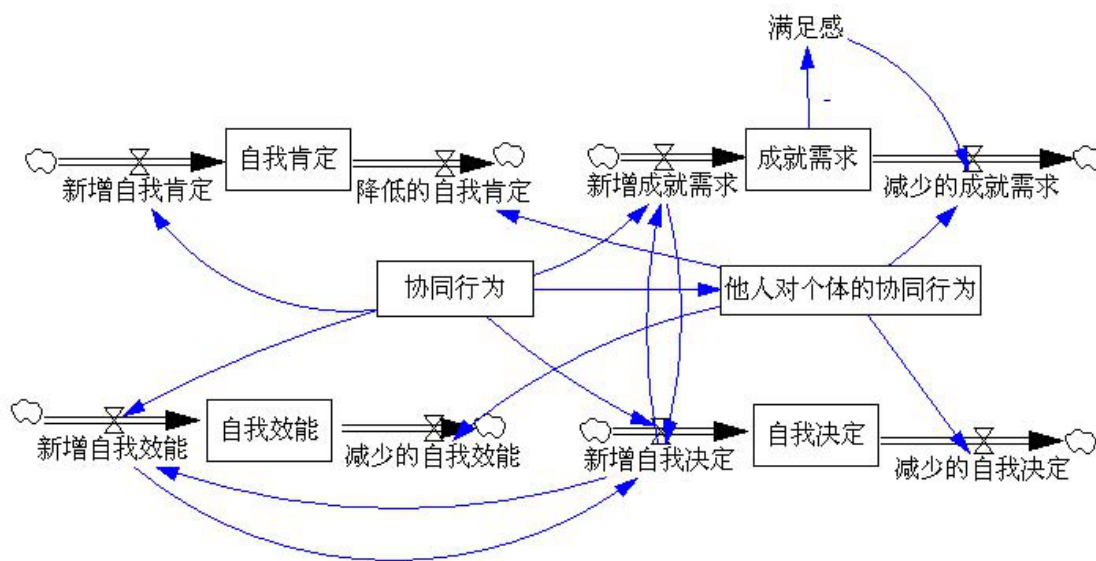 满足感
自我肯定
成就需求
新增自我肯定
降低的自我肯定
新增成就需求
减少的成就需求
-
协同行为
他人对个体的协同行为
自我效能
自我决定
新增自我效能
减少的自我效能
新增自我决定
减少的自我决定